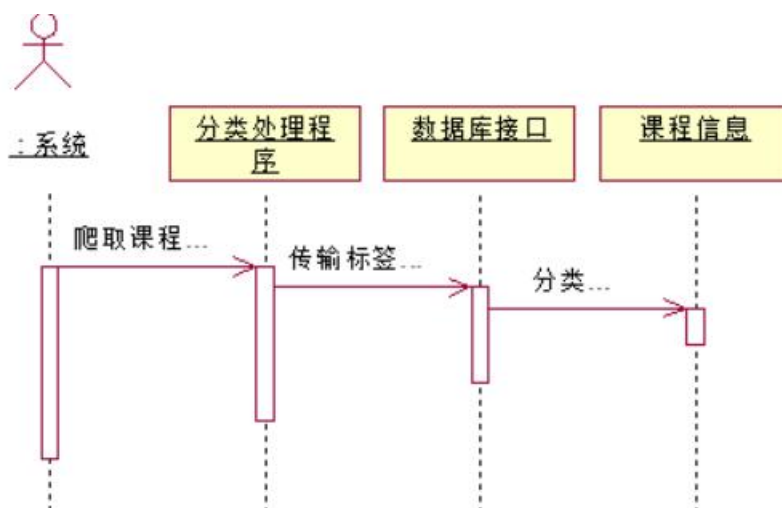 :系统
分类处理程
序
数据库接口
课程信息
爬取课程...
传输标签...
分类...